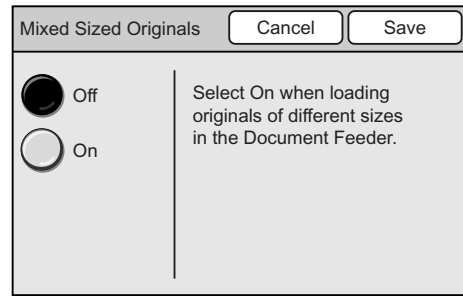 Mixed Sized Originals
Cancel
Save
Off
On
Select On when loading
originals of different sizes
in the Document Feeder.